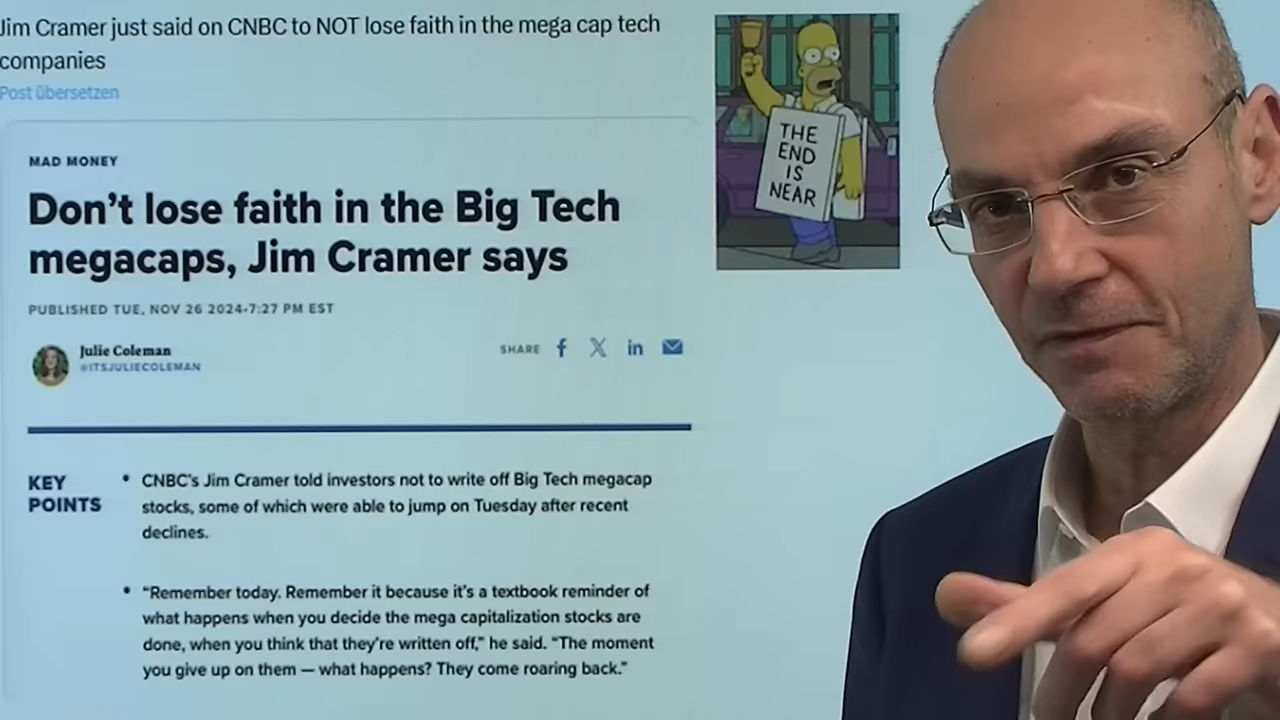 Jim Cramer just said on CNBC to NOT lose faith in the mega cap tech
companies
Post übersetzen
MAD MONEY
Don't lose faith in the Big Tech
megacaps, Jim Cramer says
PUBLISHED TUE, NOV 26 2024•7:27 PM EST
Julie Coleman
@ITSJULIECOLEMAN
SHARE
KEY
POINTS
• CNBC's Jim Cramer told investors not to write off Big Tech megacap
stocks, some of which were able to jump on Tuesday after recent
declines.
• “Remember today. Remember it because it's a textbook reminder of
what happens when you decide the mega capitalization stocks are
done, when you think that they're written off,” he said. “The moment
you give up on them — what happens? They come roaring back.”
THE
END
IS
NEAR